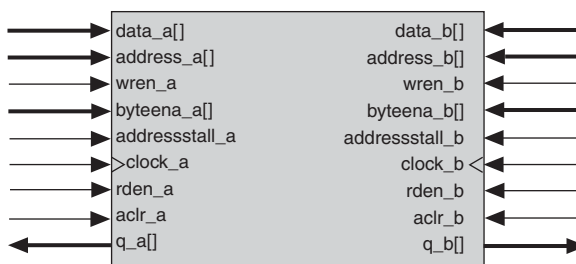 data_a[] data_b[]
address_a[] address_b[]
wren_a wren_b
byteena_a[] byteena_b[]
addressstall_a addressstall_b
clock_a clock_b
rden_a rden_b
aclr_a aclr_b
q_a[] q_b[]